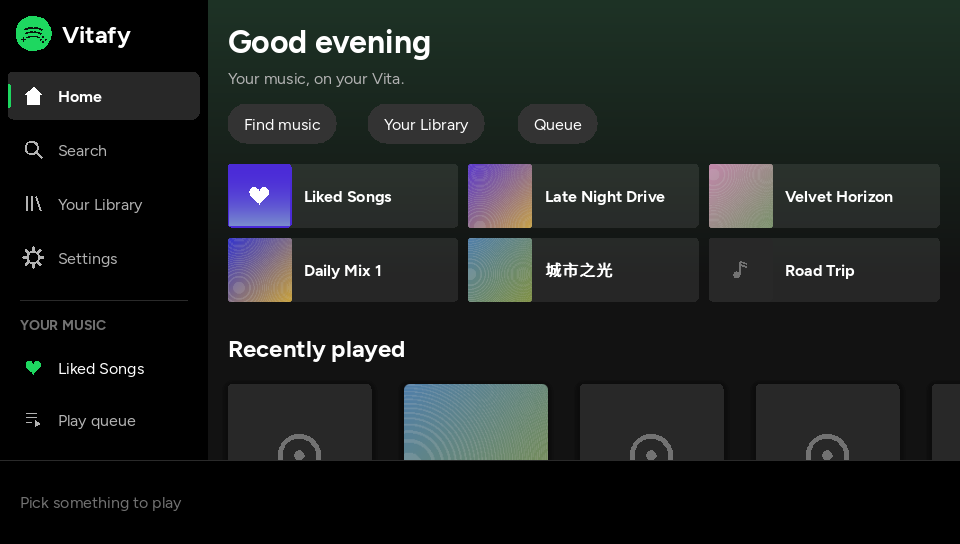 Vitafy
Home
Search
Your Library
Settings
YOUR MUSIC
Liked Songs
Play queue
Good evening
Your music, on your Vita.
Find music
Your Library
Queue
Liked Songs
Late Night Drive
Velvet Horizon
Daily Mix 1
城市之光
Road Trip
Recently played
Pick something to play